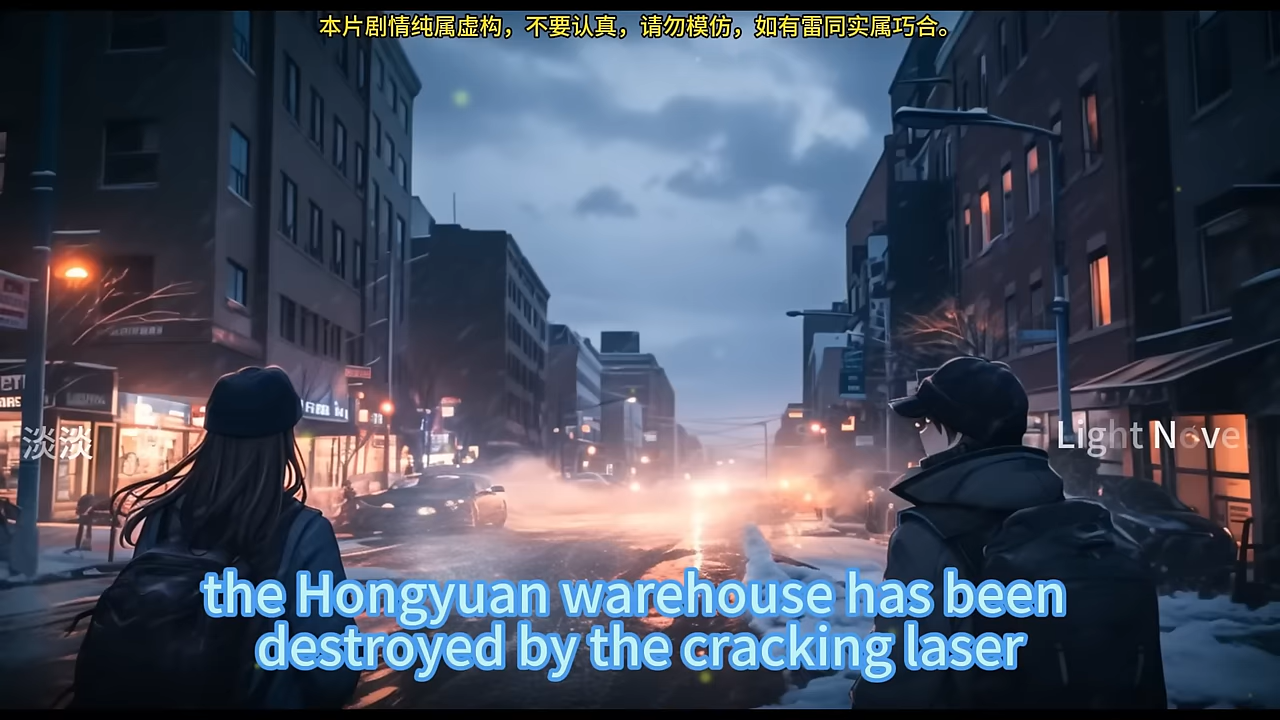 本片剧情纯属虚构，不要认真，请勿模仿，如有雷同实属巧合。
淡淡
Light Nove
the Hongyuan warehouse has been
destroyed by the cracking laser